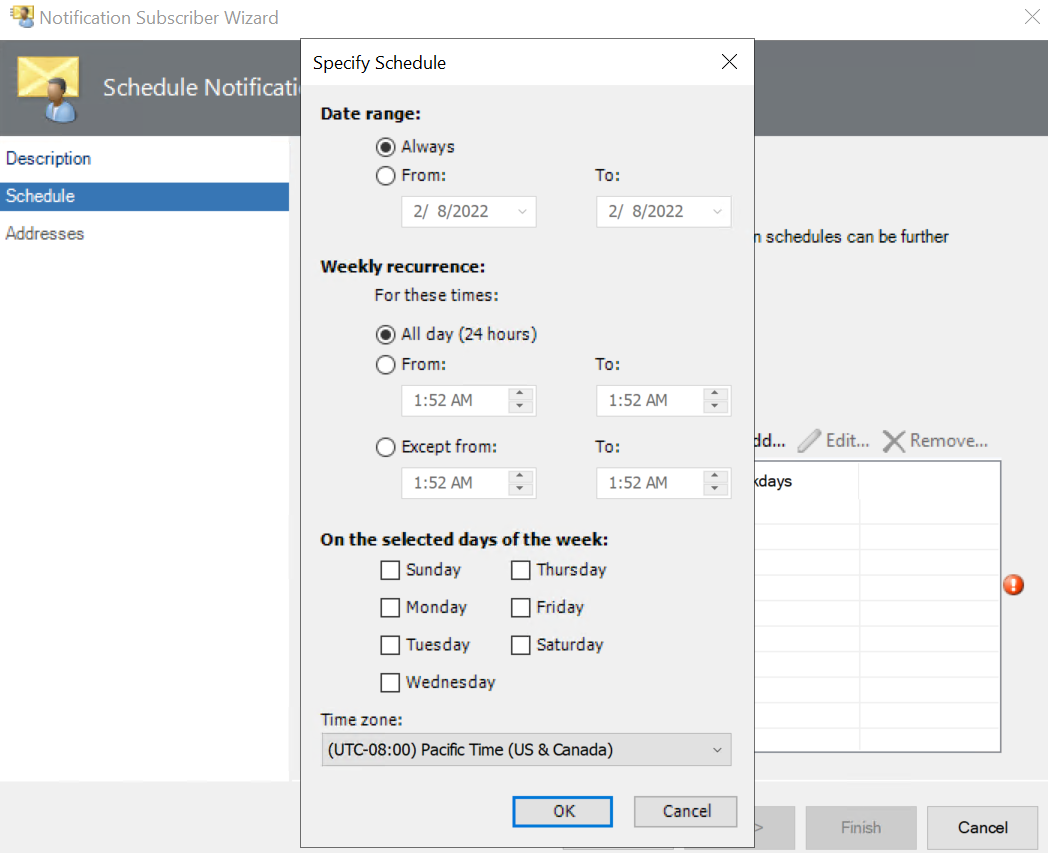 Notification Subscriber Wizard
Specify Schedule
Schedule
Date range:
Always
Description
From: To:
Schedule
2/ 8/2022 2/ 8/2022
Addresses
schedules can be further
Weekly recurrence:
For these times:
All day (24 hours)
From: To:
1:52 AM 1:52 AM
Edit... Remove...
Except from: To:
1:52 AM 1:52 AM
On the selected days of the week:
Sunday Thursday
Monday Friday
Tuesday Saturday
Wednesday
Time zone:
(UTC-08:00) Pacific Time (US & Canada)
OK Cancel
> Finish Cancel